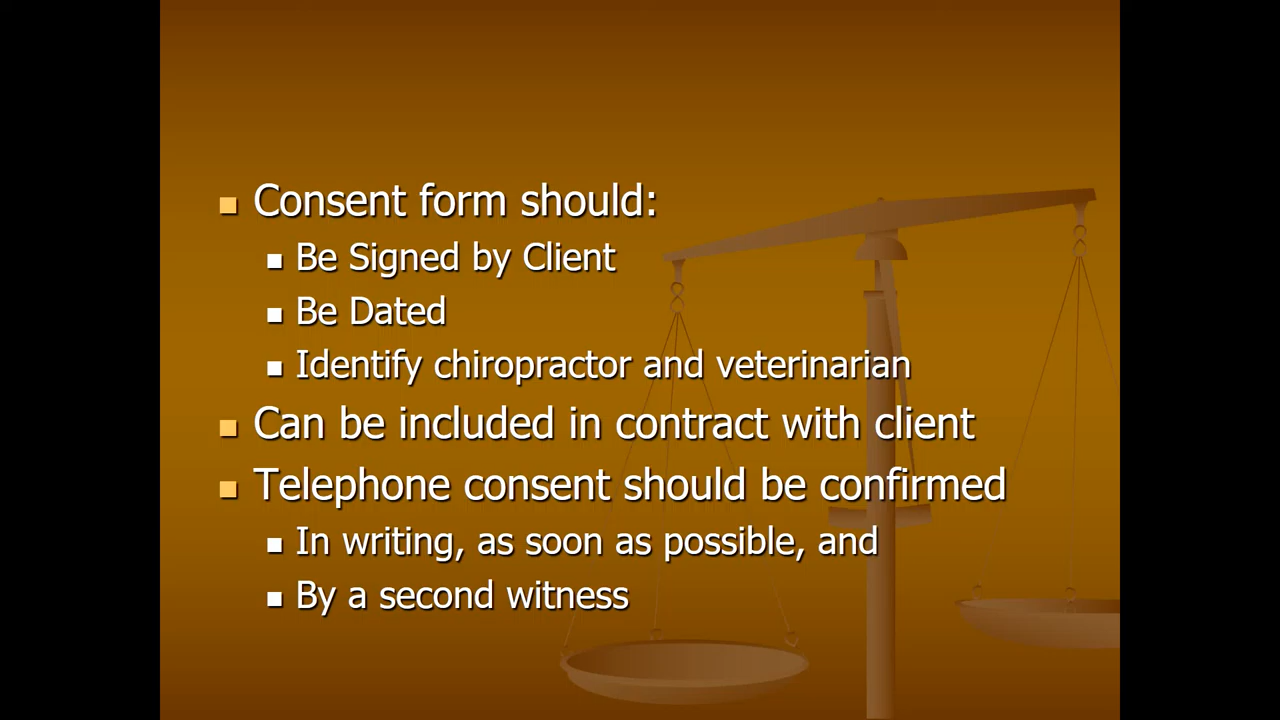 Consent form should:
Be Signed by Client
Be Dated
Identify chiropractor and veterinarian
Can be included in contract with client
Telephone consent should be confirmed
In writing, as soon as possible, and
By a second witness